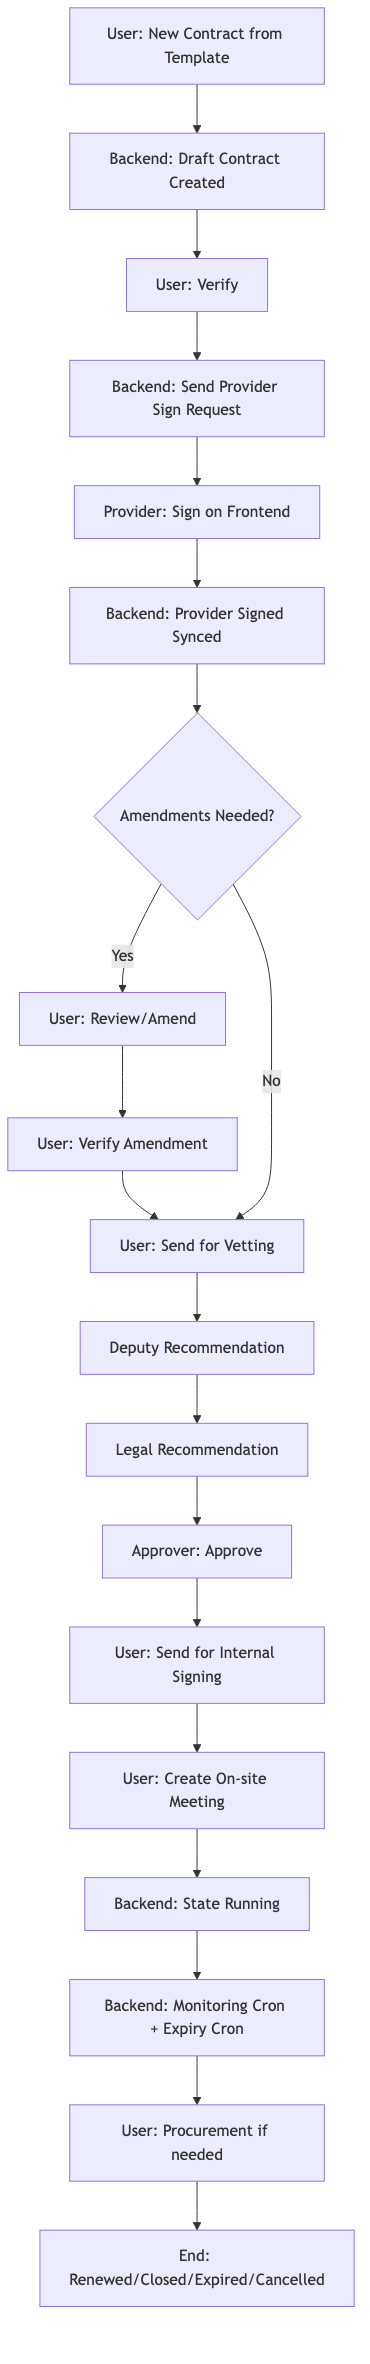 User: New Contract from
Template
Backend: Draft Contract
Created
User: Verify
Backend: Send Provider
Sign Request
Provider: Sign on Frontend
Backend: Provider Signed
Synced
Amendments Needed?
Yes
User: Review/Amend
No
User: Verify Amendment
User: Send for Vetting
Deputy Recommendation
Legal Recommendation
Approver: Approve
User: Send for Internal
Signing
User: Create On-site
Meeting
Backend: State Running
Backend: Monitoring Cron
+ Expiry Cron
User: Procurement if
needed
End:
Renewed/Closed/Expired/Cancelled